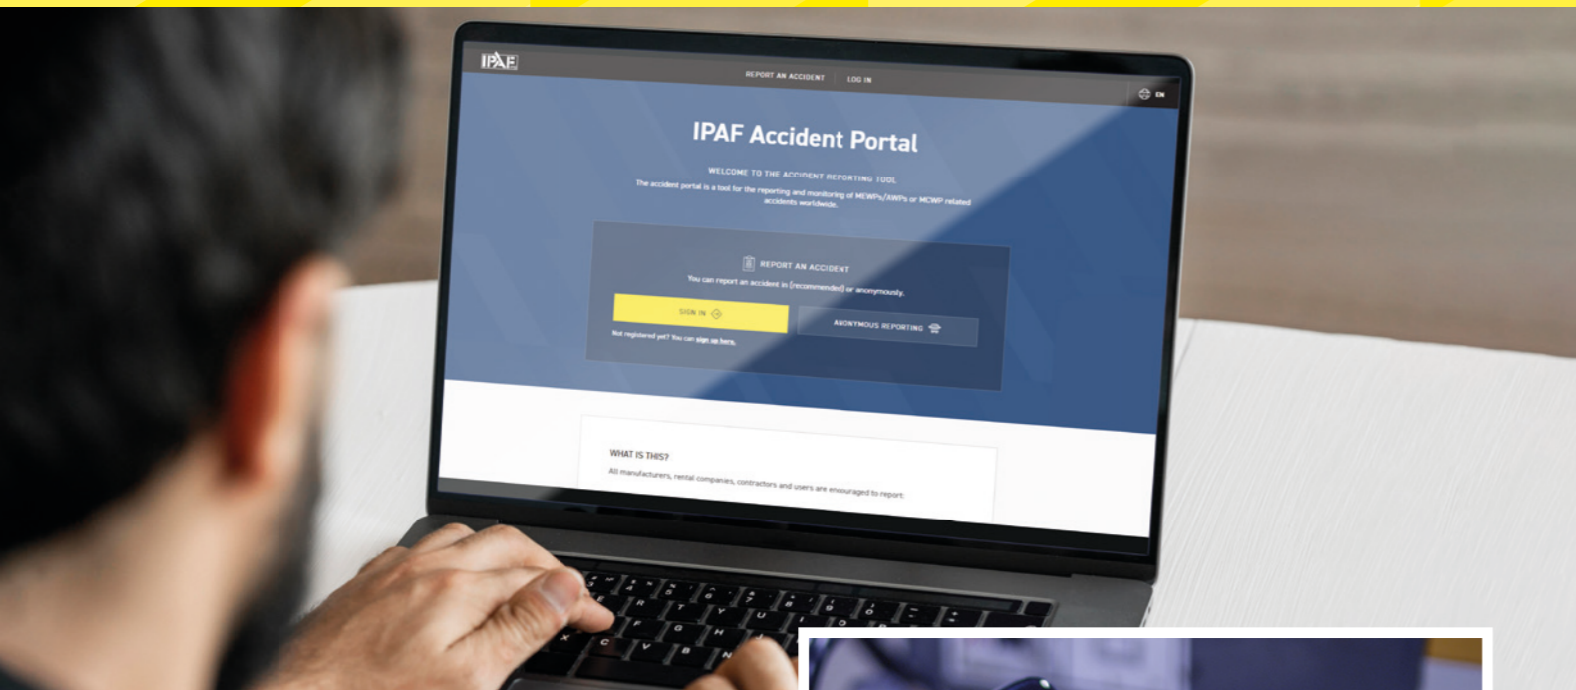 IPAF
REPORT AN ACCIDENT LOG IN
EN
IPAF Accident Portal
WELCOME TO THE ACCIDENT REPORTING TOOL
The accident portal is a tool for the reporting and monitoring of MEWPs/AWPs or MCWP related
accidents worldwide.
REPORT AN ACCIDENT
You can report an accident in (recommended) or anonymously.
SIGN IN
ANONYMOUS REPORTING
Not registered yet? You can sign up here.
WHAT IS THIS?
All manufacturers, rental companies, contractors and users are encouraged to report: